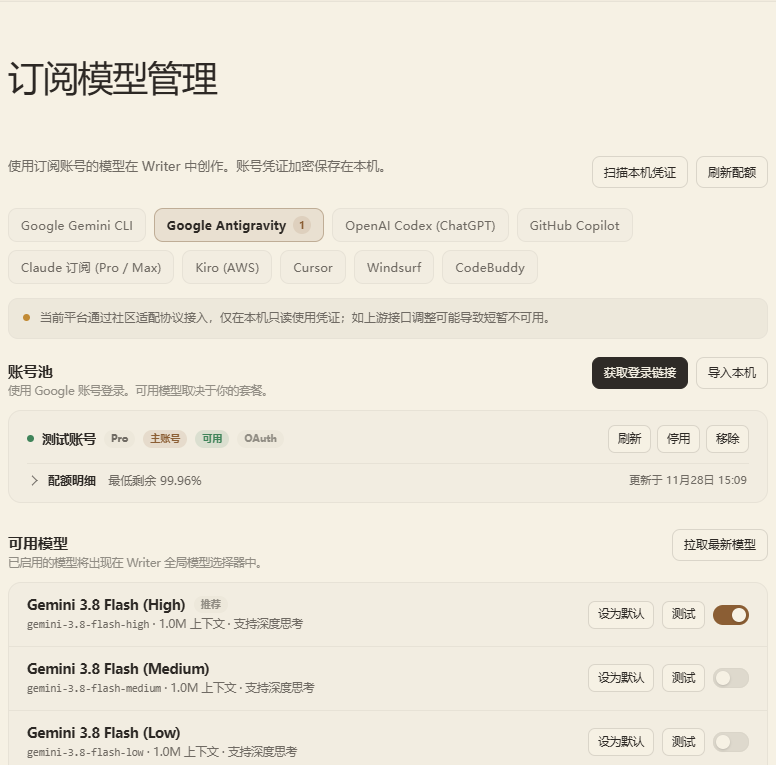 订阅模型管理
使用订阅账号的模型在 Writer 中创作。账号凭证加密保存在本机。
扫描本机凭证 刷新配额
Google Gemini CLI Google Antigravity 1 OpenAI Codex (ChatGPT) GitHub Copilot
Claude 订阅 (Pro / Max) Kiro (AWS) Cursor Windsurf CodeBuddy
当前平台通过社区适配协议接入，仅在本机只读使用凭证；如上游接口调整可能导致短暂不可用。
账号池
使用 Google 账号登录。可用模型取决于你的套餐。
获取登录链接 导入本机
测试账号 Pro 主账号 可用 OAuth 刷新 停用 移除
配额明细 最低剩余 99.96% 更新于 11月28日 15:09
可用模型
已启用的模型将出现在 Writer 全局模型选择器中。
拉取最新模型
Gemini 3.8 Flash (High) 推荐
gemini-3.8-flash-high · 1.0M 上下文 · 支持深度思考
设为默认 测试
Gemini 3.8 Flash (Medium)
gemini-3.8-flash-medium · 1.0M 上下文 · 支持深度思考
设为默认 测试
Gemini 3.8 Flash (Low)
gemini-3.8-flash-low · 1.0M 上下文 · 支持深度思考
设为默认 测试